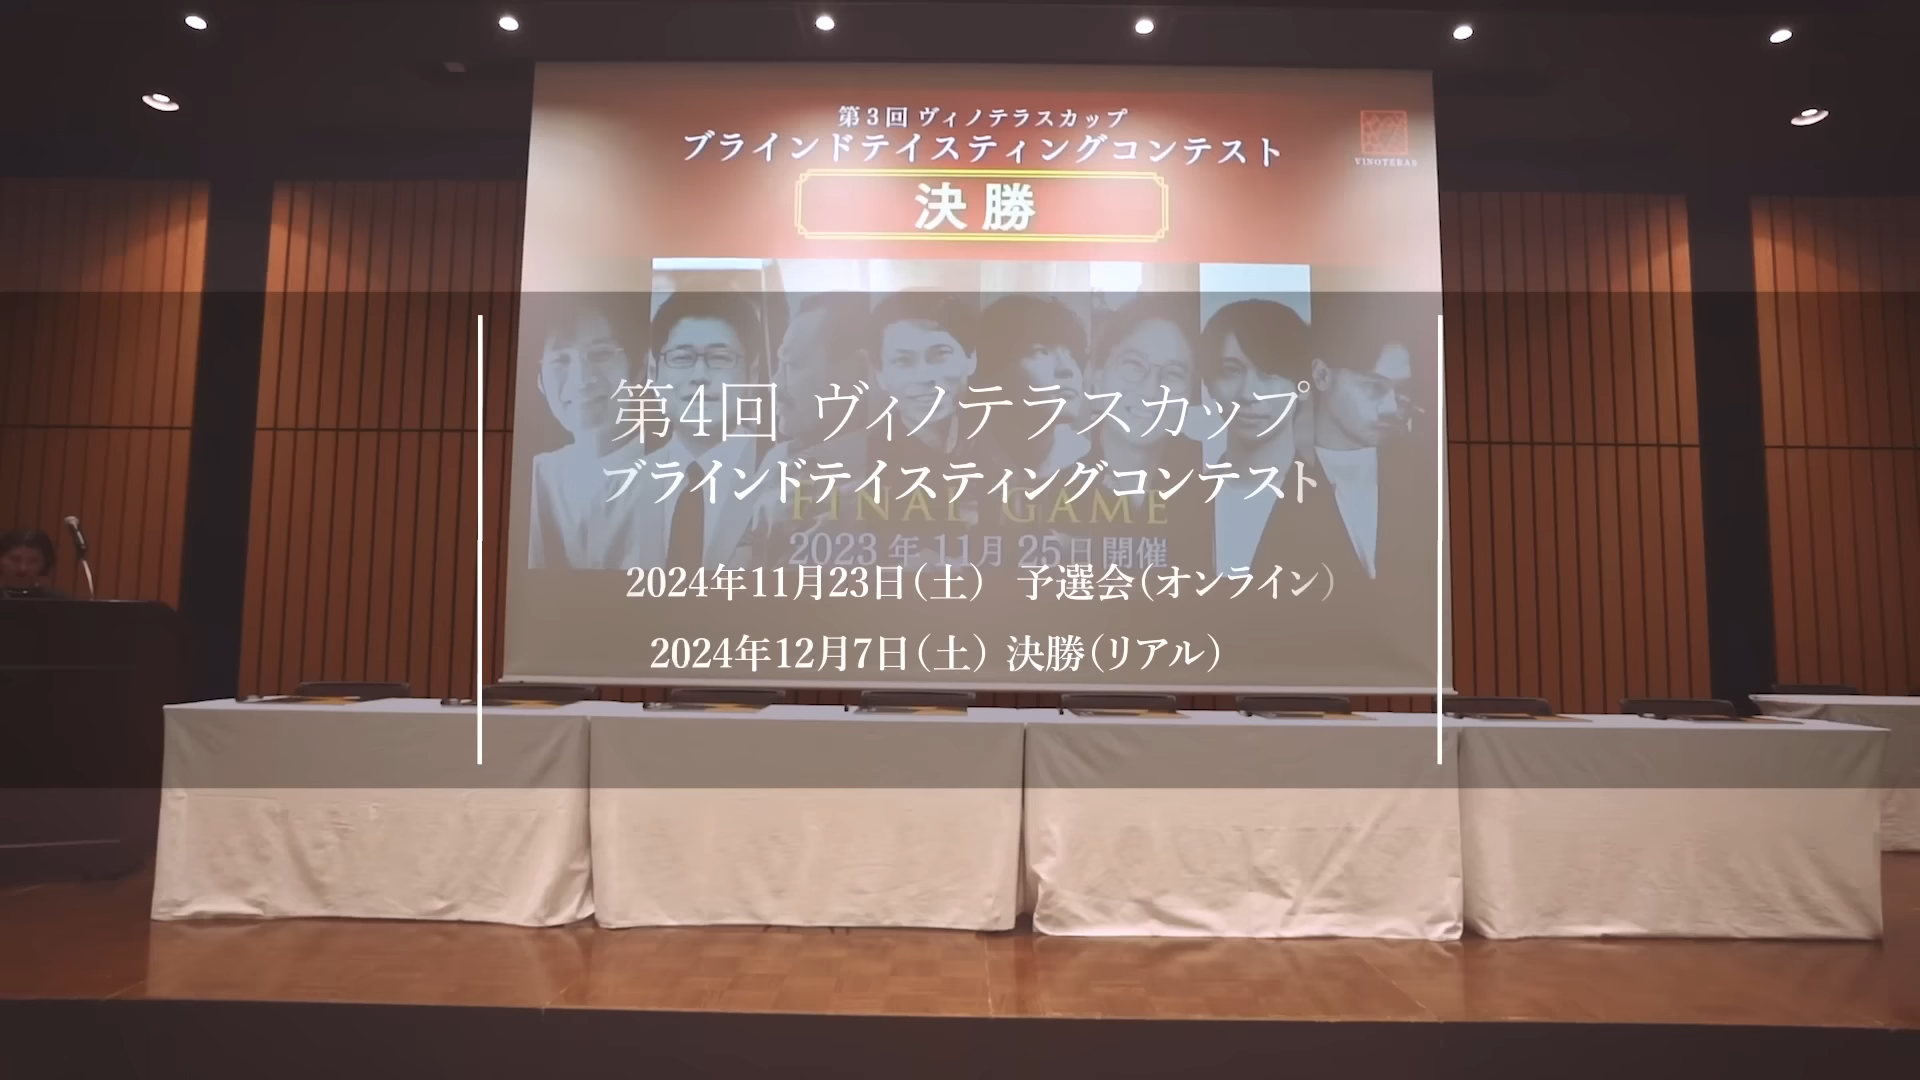 第3回 ヴィノテラスカップ
ブラインドテイスティングコンテスト
VINOTERAS
決勝
第4回 ヴィノテラスカップ
ブラインドテイスティングコンテスト
FINAL GAME
2023年11月25日開催
2024年11月23日（土） 予選会（オンライン）
2024年12月7日（土） 決勝（リアル）